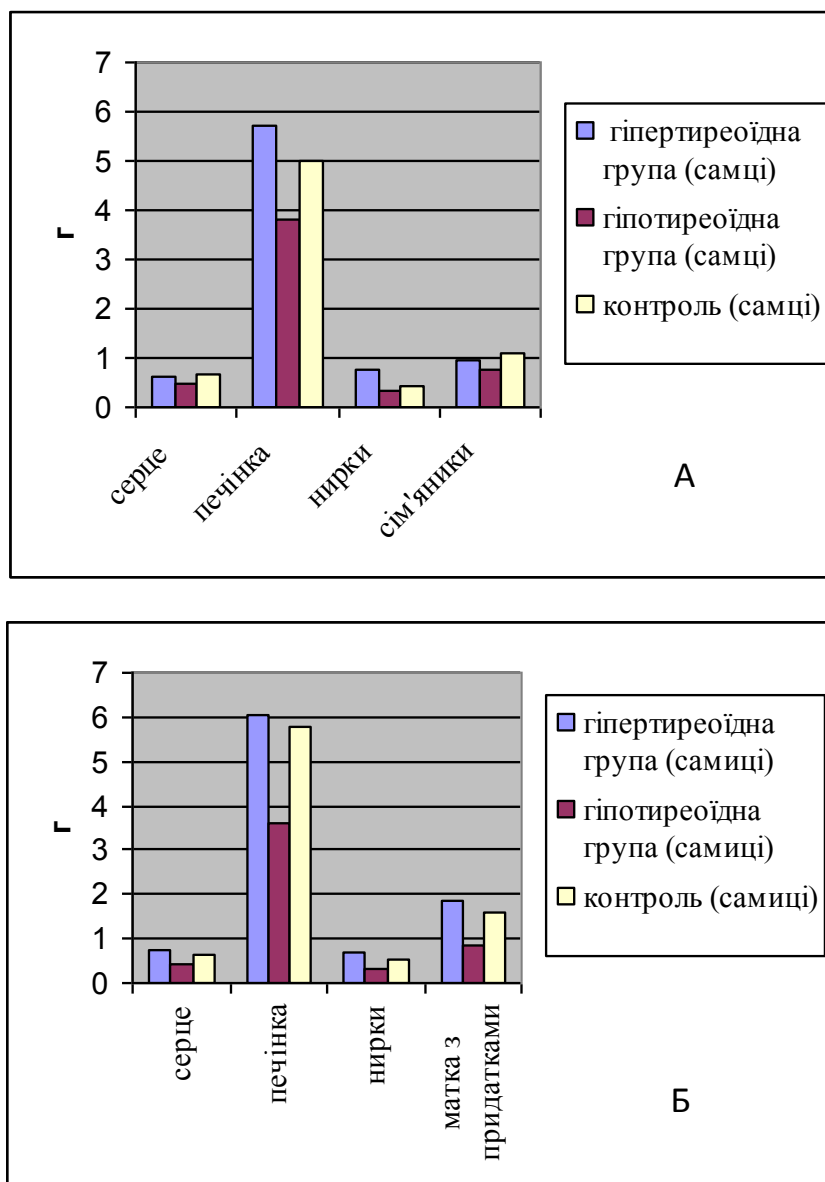 7
6
5
4
3
2
1
0
г
серце
печінка
нирки
сім'яники
гіпертиреоїдна
група (самці)
гіпотиреоїдна
група (самці)
контроль (самці)
А
7
6
5
4
3
2
1
0
г
серце
печінка
нирки
матка з
придатками
гіпертиреоїдна
група (самиці)
гіпотиреоїдна
група (самиці)
контроль (самиці)
Б